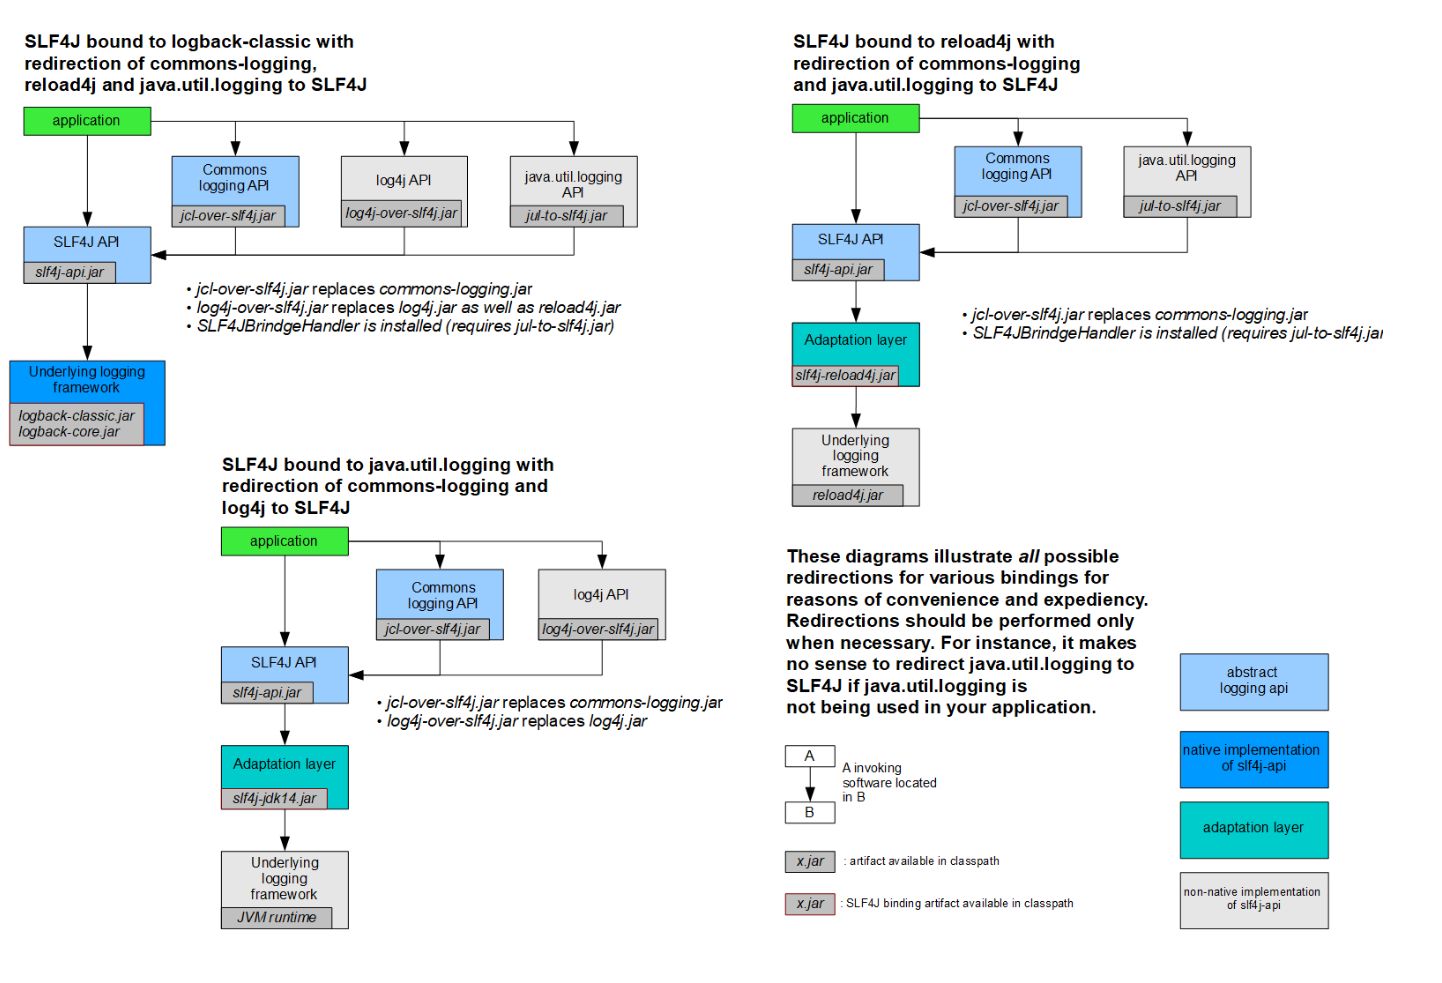 SLF4J bound to logback-classic with
redirection of commons-logging,
reload4j and java.util.logging to SLF4J
application
Commons
logging API
jcl-over-slf4j.jar
log4j API
log4j-over-slf4j.jar
java.util.logging
API
jul-to-slf4j.jar
SLF4J API
slf4j-api.jar
• jcl-over-slf4j.jar replaces commons-logging.jar
• log4j-over-slf4j.jar replaces log4j.jar as well as reload4j.jar
• SLF4JBrindgeHandler is installed (requires jul-to-slf4j.jar)
Underlying logging
framework
logback-classic.jar
logback-core.jar
SLF4J bound to reload4j with
redirection of commons-logging
and java.util.logging to SLF4J
application
Commons
logging API
jcl-over-slf4j.jar
java.util.logging
API
jul-to-slf4j.jar
SLF4J API
slf4j-api.jar
• jcl-over-slf4j.jar replaces commons-logging.jar
• SLF4JBrindgeHandler is installed (requires jul-to-slf4j.jar
Adaptation layer
slf4j-reload4j.jar
Underlying
logging
framework
reload4j.jar
SLF4J bound to java.util.logging with
redirection of commons-logging and
log4j to SLF4J
application
Commons
logging API
jcl-over-slf4j.jar
log4j API
log4j-over-slf4j.jar
SLF4J API
slf4j-api.jar
• jcl-over-slf4j.jar replaces commons-logging.jar
• log4j-over-slf4j.jar replaces log4j.jar
Adaptation layer
slf4j-jdk14.jar
Underlying
logging
framework
JVM runtime
These diagrams illustrate all possible
redirections for various bindings for
reasons of convenience and expediency.
Redirections should be performed only
when necessary. For instance, it makes
no sense to redirect java.util.logging to
SLF4J if java.util.logging is
not being used in your application.
A
A invoking
software located
in B
B
x.jar : artifact available in classpath
x.jar : SLF4J binding artifact available in classpath
abstract
logging api
native implementation
of slf4j-api
adaptation layer
non-native implementation
of slf4j-api